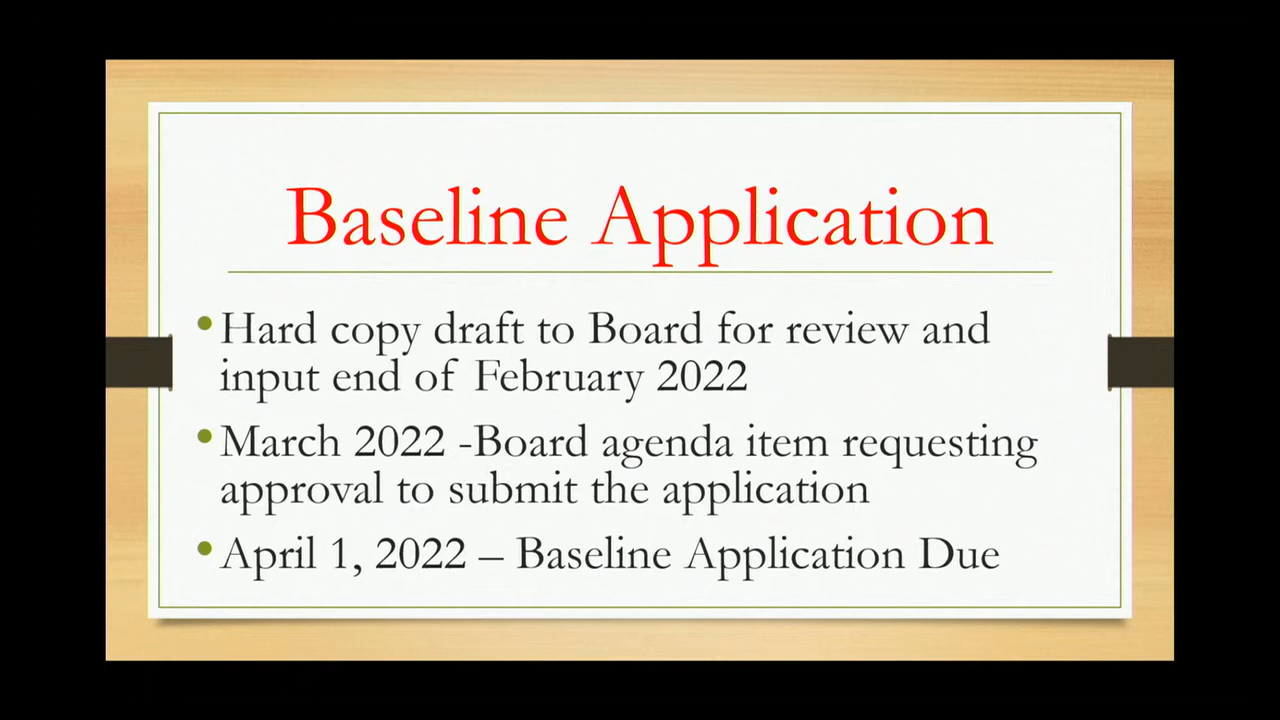 Baseline Application
•Hard copy draft to Board for review and
input end of February 2022
•March 2022 -Board agenda item requesting
approval to submit the application
•April 1, 2022 – Baseline Application Due